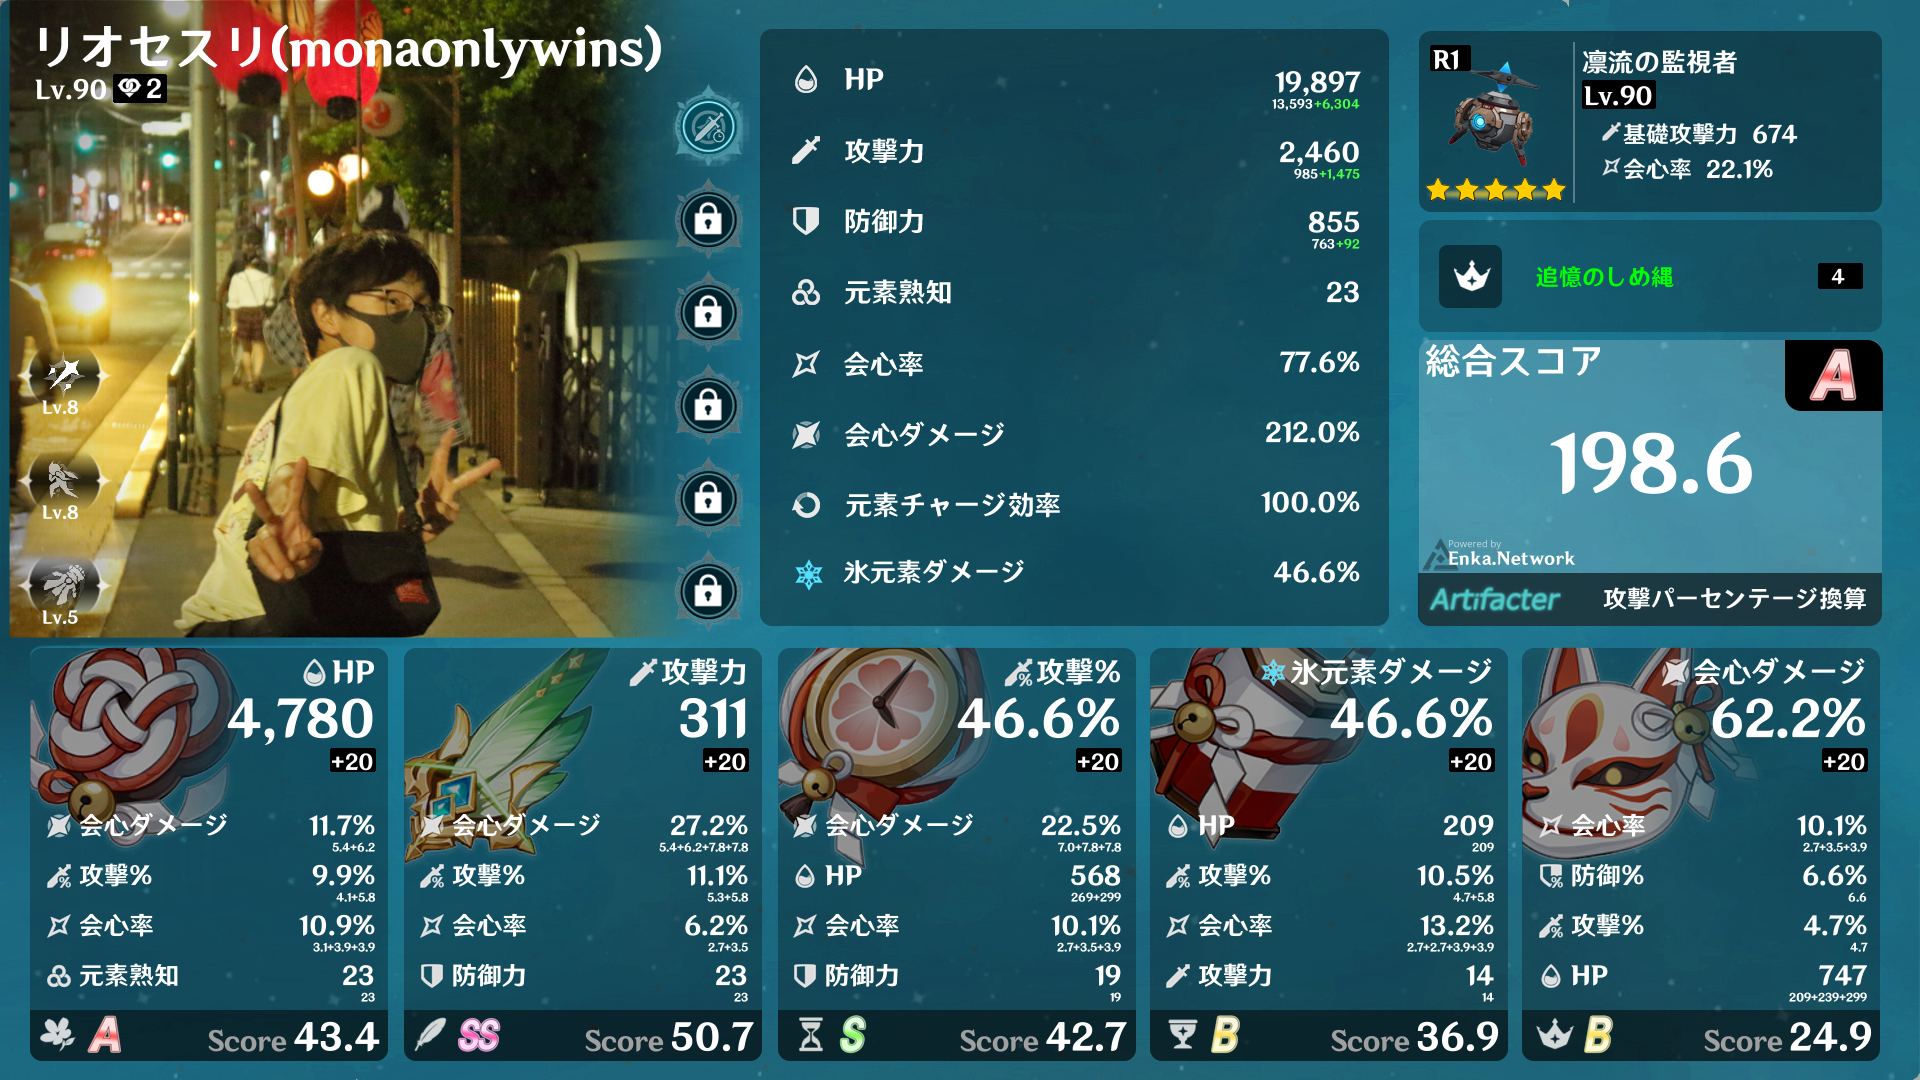 リオセスリ(monaonlywins)
Lv.90 2
Lv.8
Lv.8
Lv.5
HP 19,897
13,593+6,304
攻撃力 2,460
985+1,475
防御力 855
763+92
元素熟知 23
会心率 77.6%
会心ダメージ 212.0%
元素チャージ効率 100.0%
氷元素ダメージ 46.6%
R1
凛流の監視者
Lv.90
基礎攻撃力 674
会心率 22.1%
追憶のしめ縄 4
総合スコア A
198.6
Powered by
Enka.Network
Artifacter 攻撃パーセンテージ換算
HP
4,780
+20
会心ダメージ 11.7%
5.4+6.2
攻撃% 9.9%
4.1+5.8
会心率 10.9%
3.1+3.9+3.9
元素熟知 23
23
A Score 43.4
攻撃力
311
+20
会心ダメージ 27.2%
5.4+6.2+7.8+7.8
攻撃% 11.1%
5.3+5.8
会心率 6.2%
2.7+3.5
防御力 23
23
SS Score 50.7
攻撃%
46.6%
+20
会心ダメージ 22.5%
7.0+7.8+7.8
HP 568
269+299
会心率 10.1%
2.7+3.5+3.9
防御力 19
19
S Score 42.7
氷元素ダメージ
46.6%
+20
HP 209
209
攻撃% 10.5%
4.7+5.8
会心率 13.2%
2.7+2.7+3.9+3.9
攻撃力 14
14
B Score 36.9
会心ダメージ
62.2%
+20
会心率 10.1%
2.7+3.5+3.9
防御% 6.6%
6.6
攻撃% 4.7%
4.7
HP 747
209+239+299
B Score 24.9